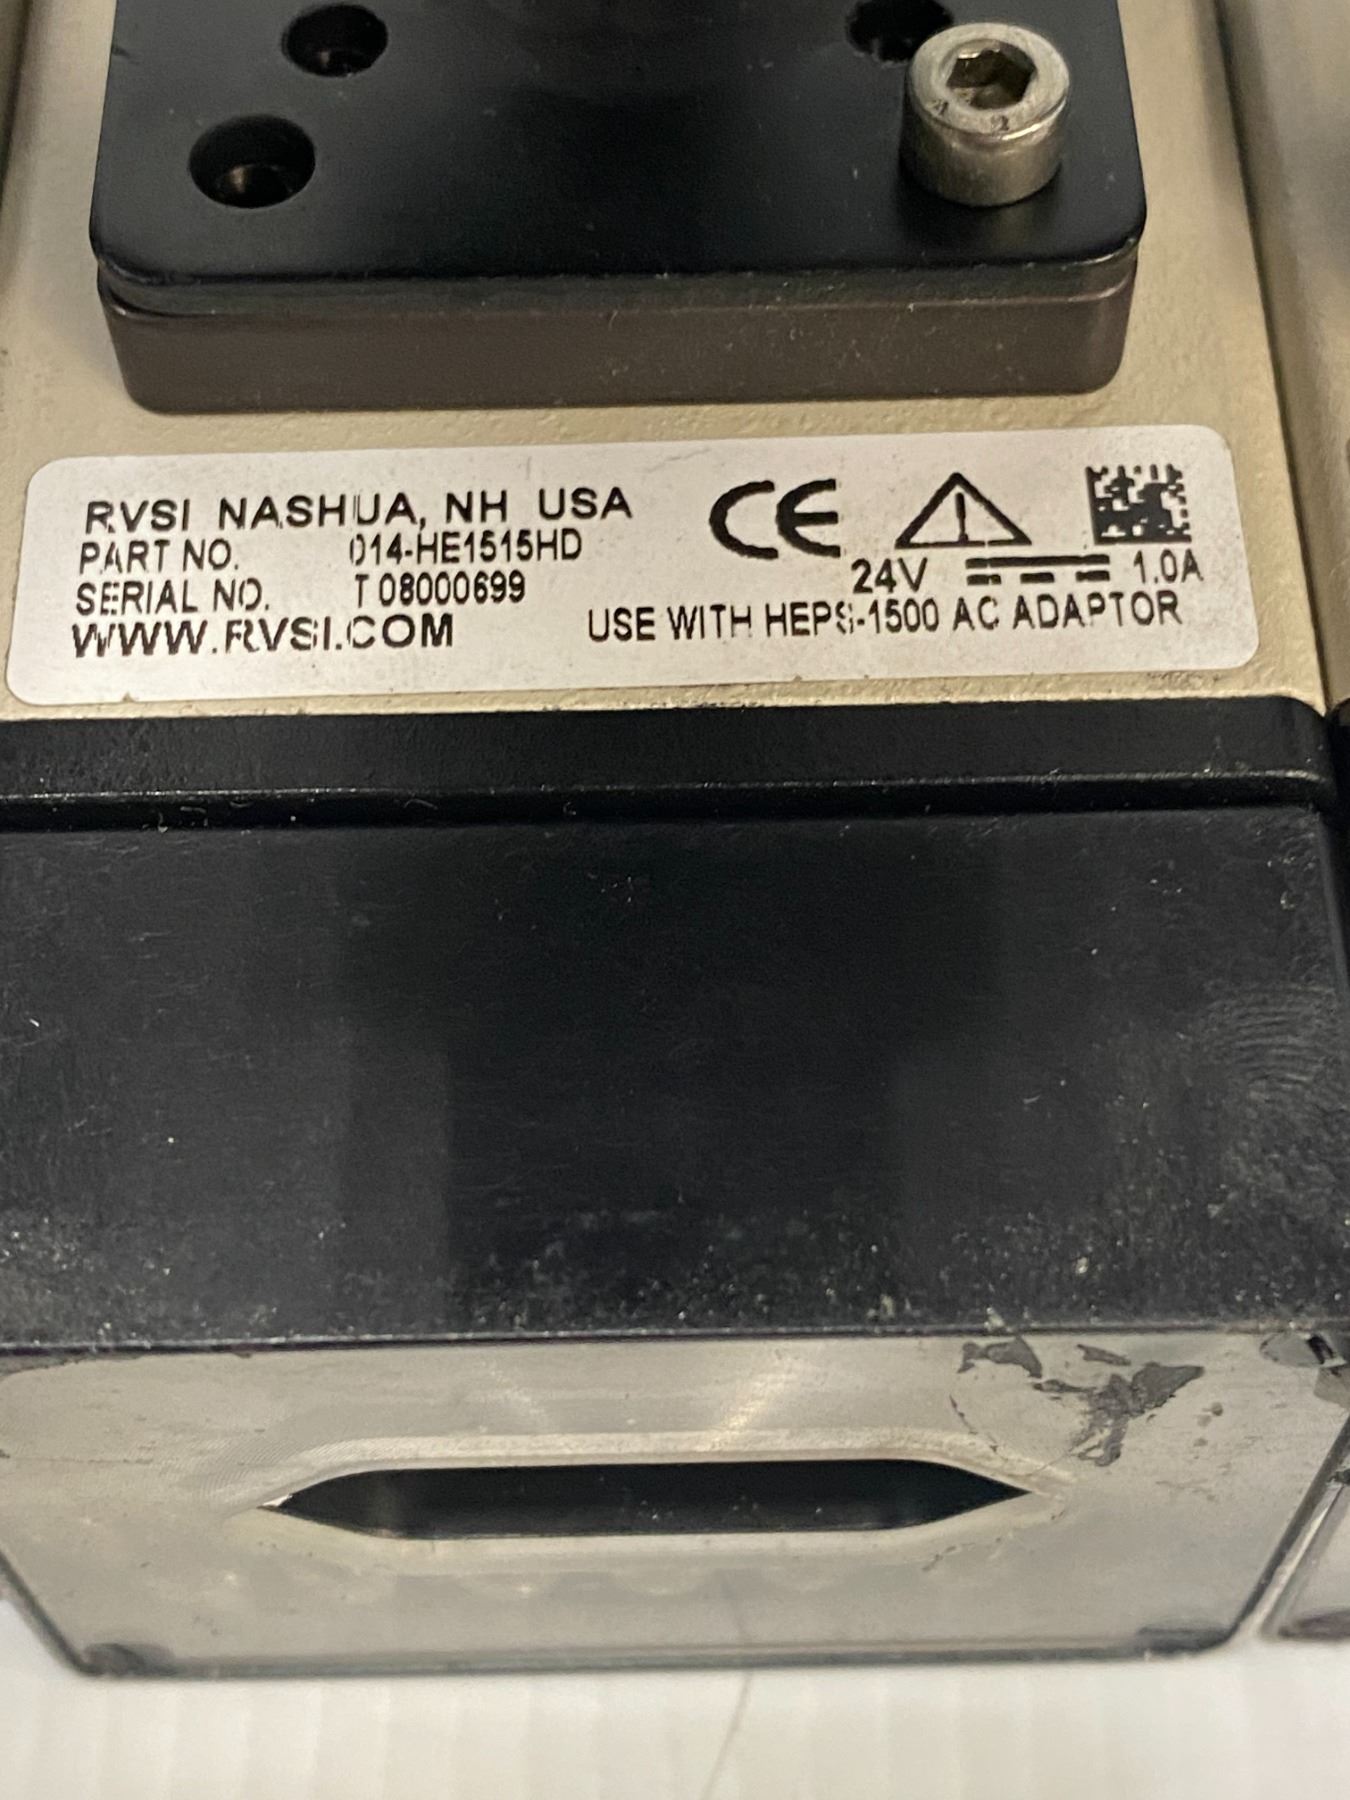 RVSI NASHUA, NH USA
PART NO. 014-HE1515HD
SERIAL NO. T 08000699
WWW.RVSI.COM
CE
24V 1.0A
USE WITH HEPS-1500 AC ADAPTOR